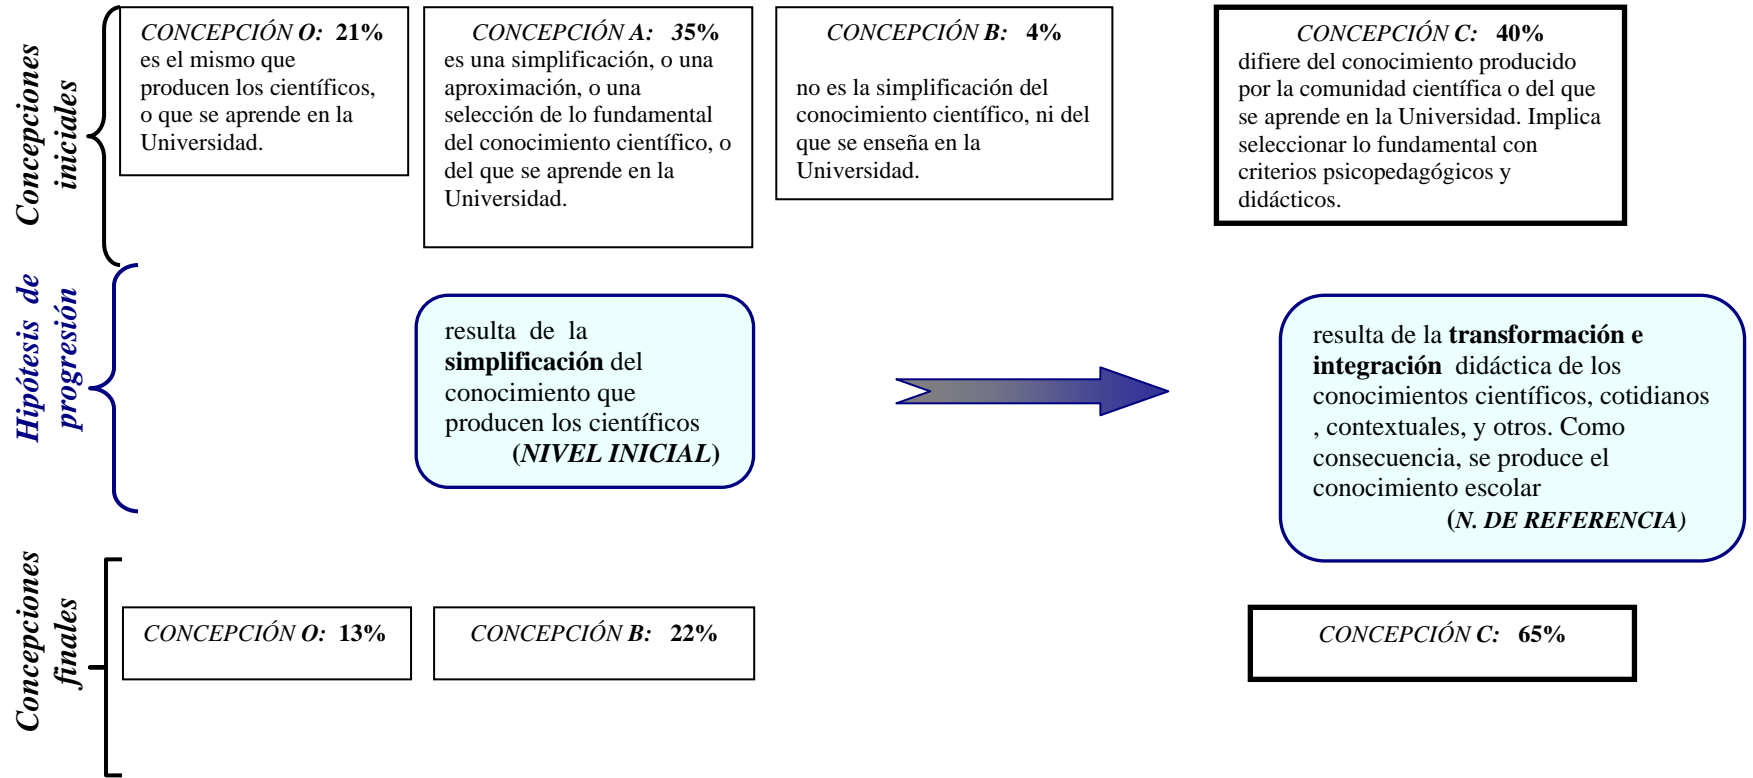 Concepciones
iniciales
CONCEPCIÓN O: 21%
es el mismo que
producen los científicos,
o que se aprende en la
Universidad.
CONCEPCIÓN A: 35%
es una simplificación, o una
aproximación, o una
selección de lo fundamental
del conocimiento científico, o
del que se aprende en la
Universidad.
CONCEPCIÓN B: 4%
no es la simplificación del
conocimiento científico, ni del
que se enseña en la
Universidad.
CONCEPCIÓN C: 40%
difiere del conocimiento producido
por la comunidad científica o del que
se aprende en la Universidad. Implica
seleccionar lo fundamental con
criterios psicopedagógicos y
didácticos.
Hipótesis de
progresión
resulta de la
simplificación del
conocimiento que
producen los científicos
(NIVEL INICIAL)
resulta de la transformación e
integración didáctica de los
conocimientos científicos, cotidianos
, contextuales, y otros. Como
consecuencia, se produce el
conocimiento escolar
(N. DE REFERENCIA)
Concepciones
finales
CONCEPCIÓN O: 13%
CONCEPCIÓN B: 22%
CONCEPCIÓN C: 65%